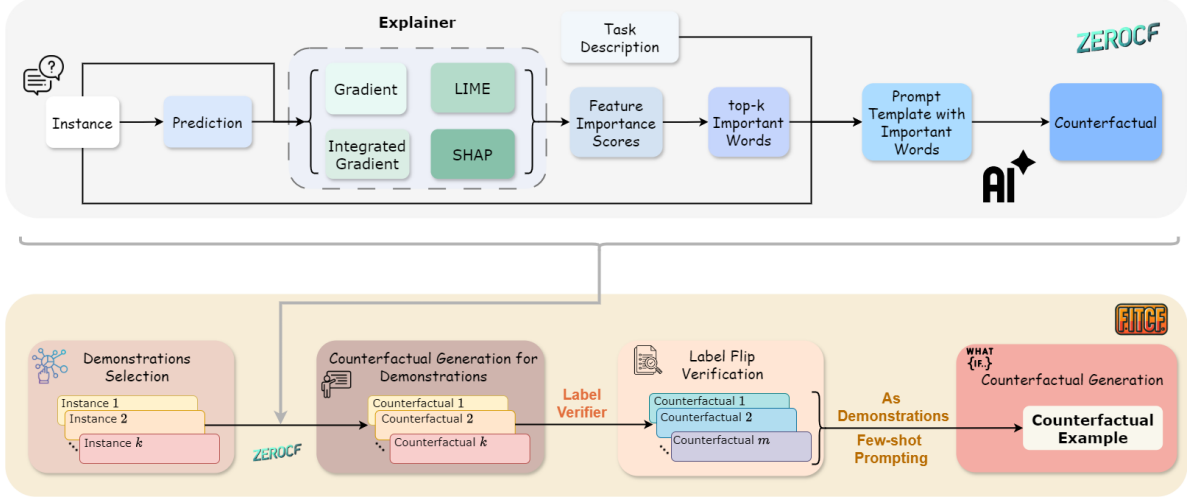 Explainer
Task
Description
ZEROCF
?
Instance
Prediction
Gradient
LIME
Integrated
Gradient
SHAP
Feature
Importance
Scores
top-k
Important
Words
Prompt
Template with
Important
Words
Counterfactual
AI
FITCF
Demonstrations
Selection
Instance 1
Instance 2
Instance k
ZEROCF
Counterfactual Generation for
Demonstrations
Counterfactual 1
Counterfactual 2
Counterfactual k
Label
Verifier
Label Flip
Verification
Counterfactual 1
Counterfactual 2
Counterfactual m
As
Demonstrations
Few-shot
Prompting
WHAT
{IF..}
Counterfactual Generation
Counterfactual
Example